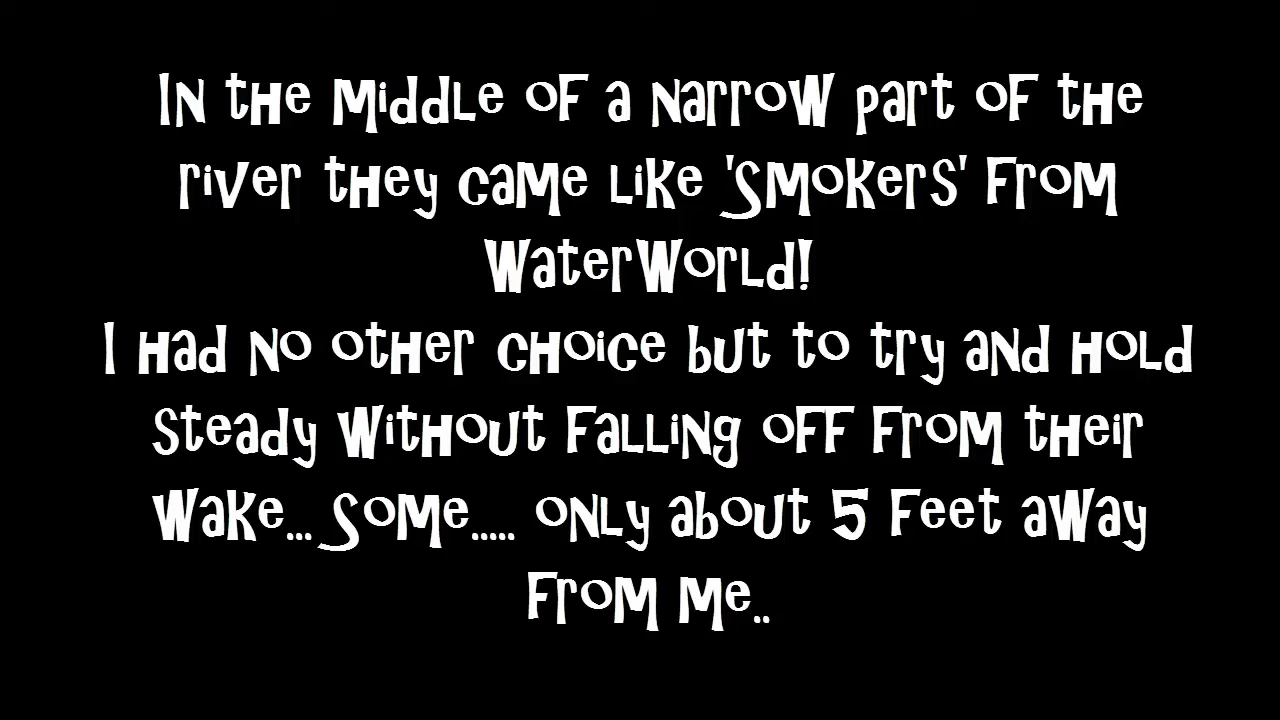 In the middle of a narrow part of the
river they came like 'Smokers' from
WaterWorld!
I had no other choice but to try and hold
steady without falling off from their
wake... Some..... only about 5 feet away
from me..